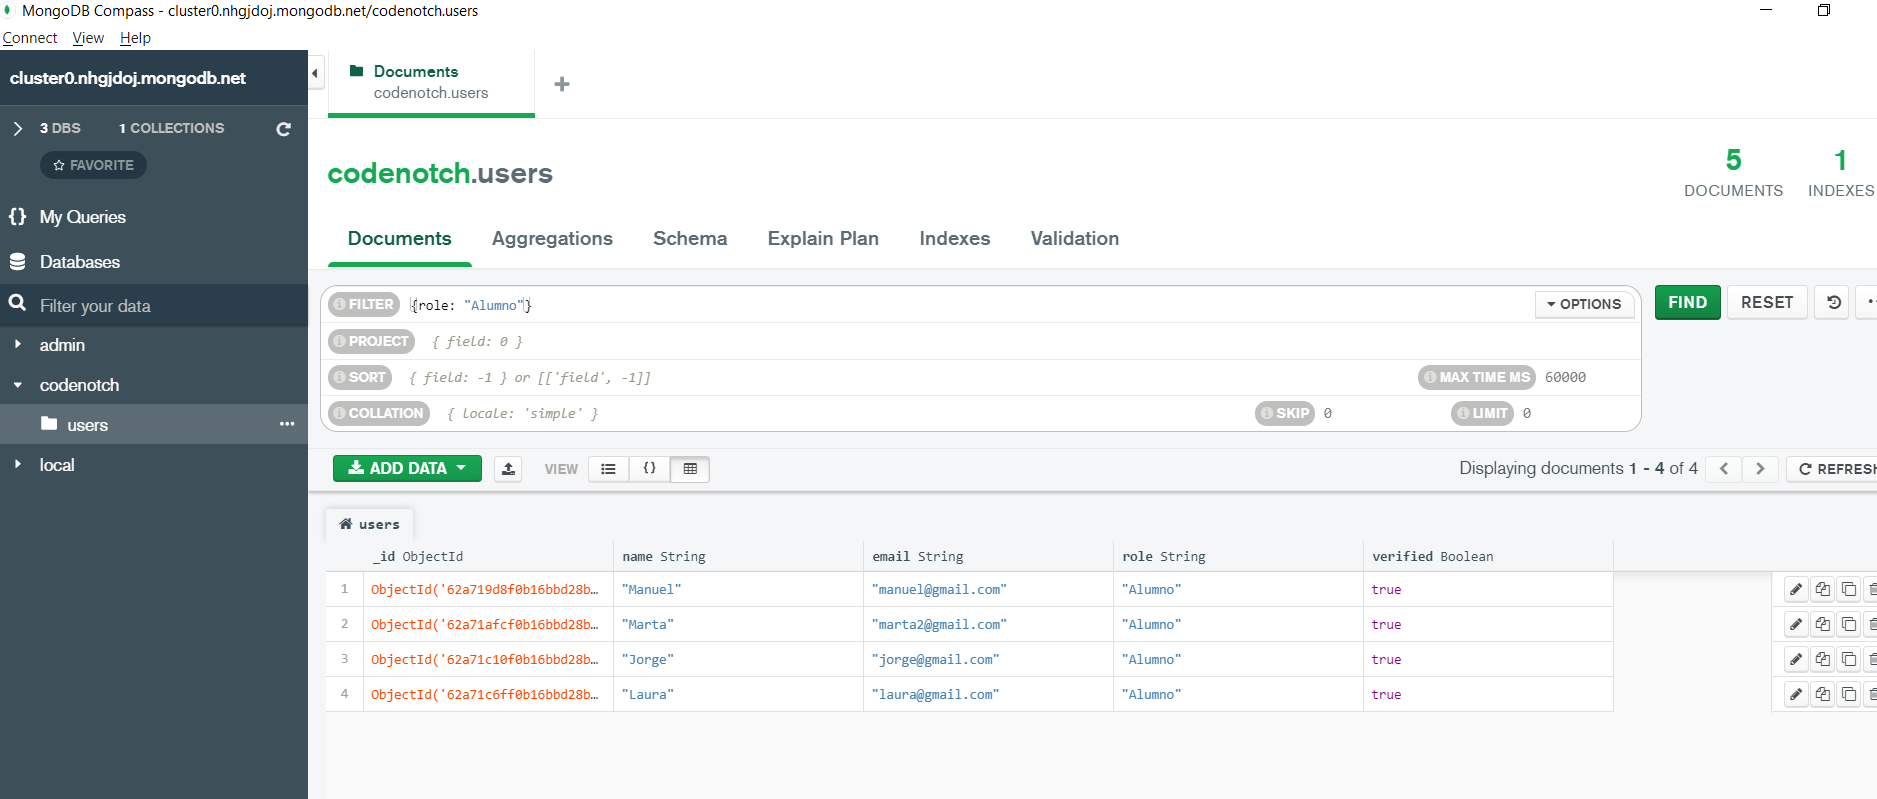 MongoDB Compass - cluster0.nhgjdoj.mongodb.net/codenotch.users
Connect View Help
cluster0.nhgjdoj.mongodb.net
3 DBS 1 COLLECTIONS
FAVORITE
{} My Queries
Databases
Filter your data
admin
codenotch
users
local
Documents
codenotch.users
codenotch.users
5
DOCUMENTS
1
INDEXES
Documents Aggregations Schema Explain Plan Indexes Validation
FILTER {role: "Alumno"} OPTIONS FIND RESET
PROJECT { field: 0 }
SORT { field: -1 } or [['field', -1]] MAX TIME MS 60000
COLLATION { locale: 'simple' } SKIP 0 LIMIT 0
ADD DATA VIEW {} Displaying documents 1 - 4 of 4 REFRESH
users
_id ObjectId name String email String role String verified Boolean
1 ObjectId('62a719d8f0b16bbd28b… "Manuel" "manuel@gmail.com" "Alumno" true
2 ObjectId('62a71afcf0b16bbd28b… "Marta" "marta2@gmail.com" "Alumno" true
3 ObjectId('62a71c10f0b16bbd28b… "Jorge" "jorge@gmail.com" "Alumno" true
4 ObjectId('62a71c6ff0b16bbd28b… "Laura" "laura@gmail.com" "Alumno" true